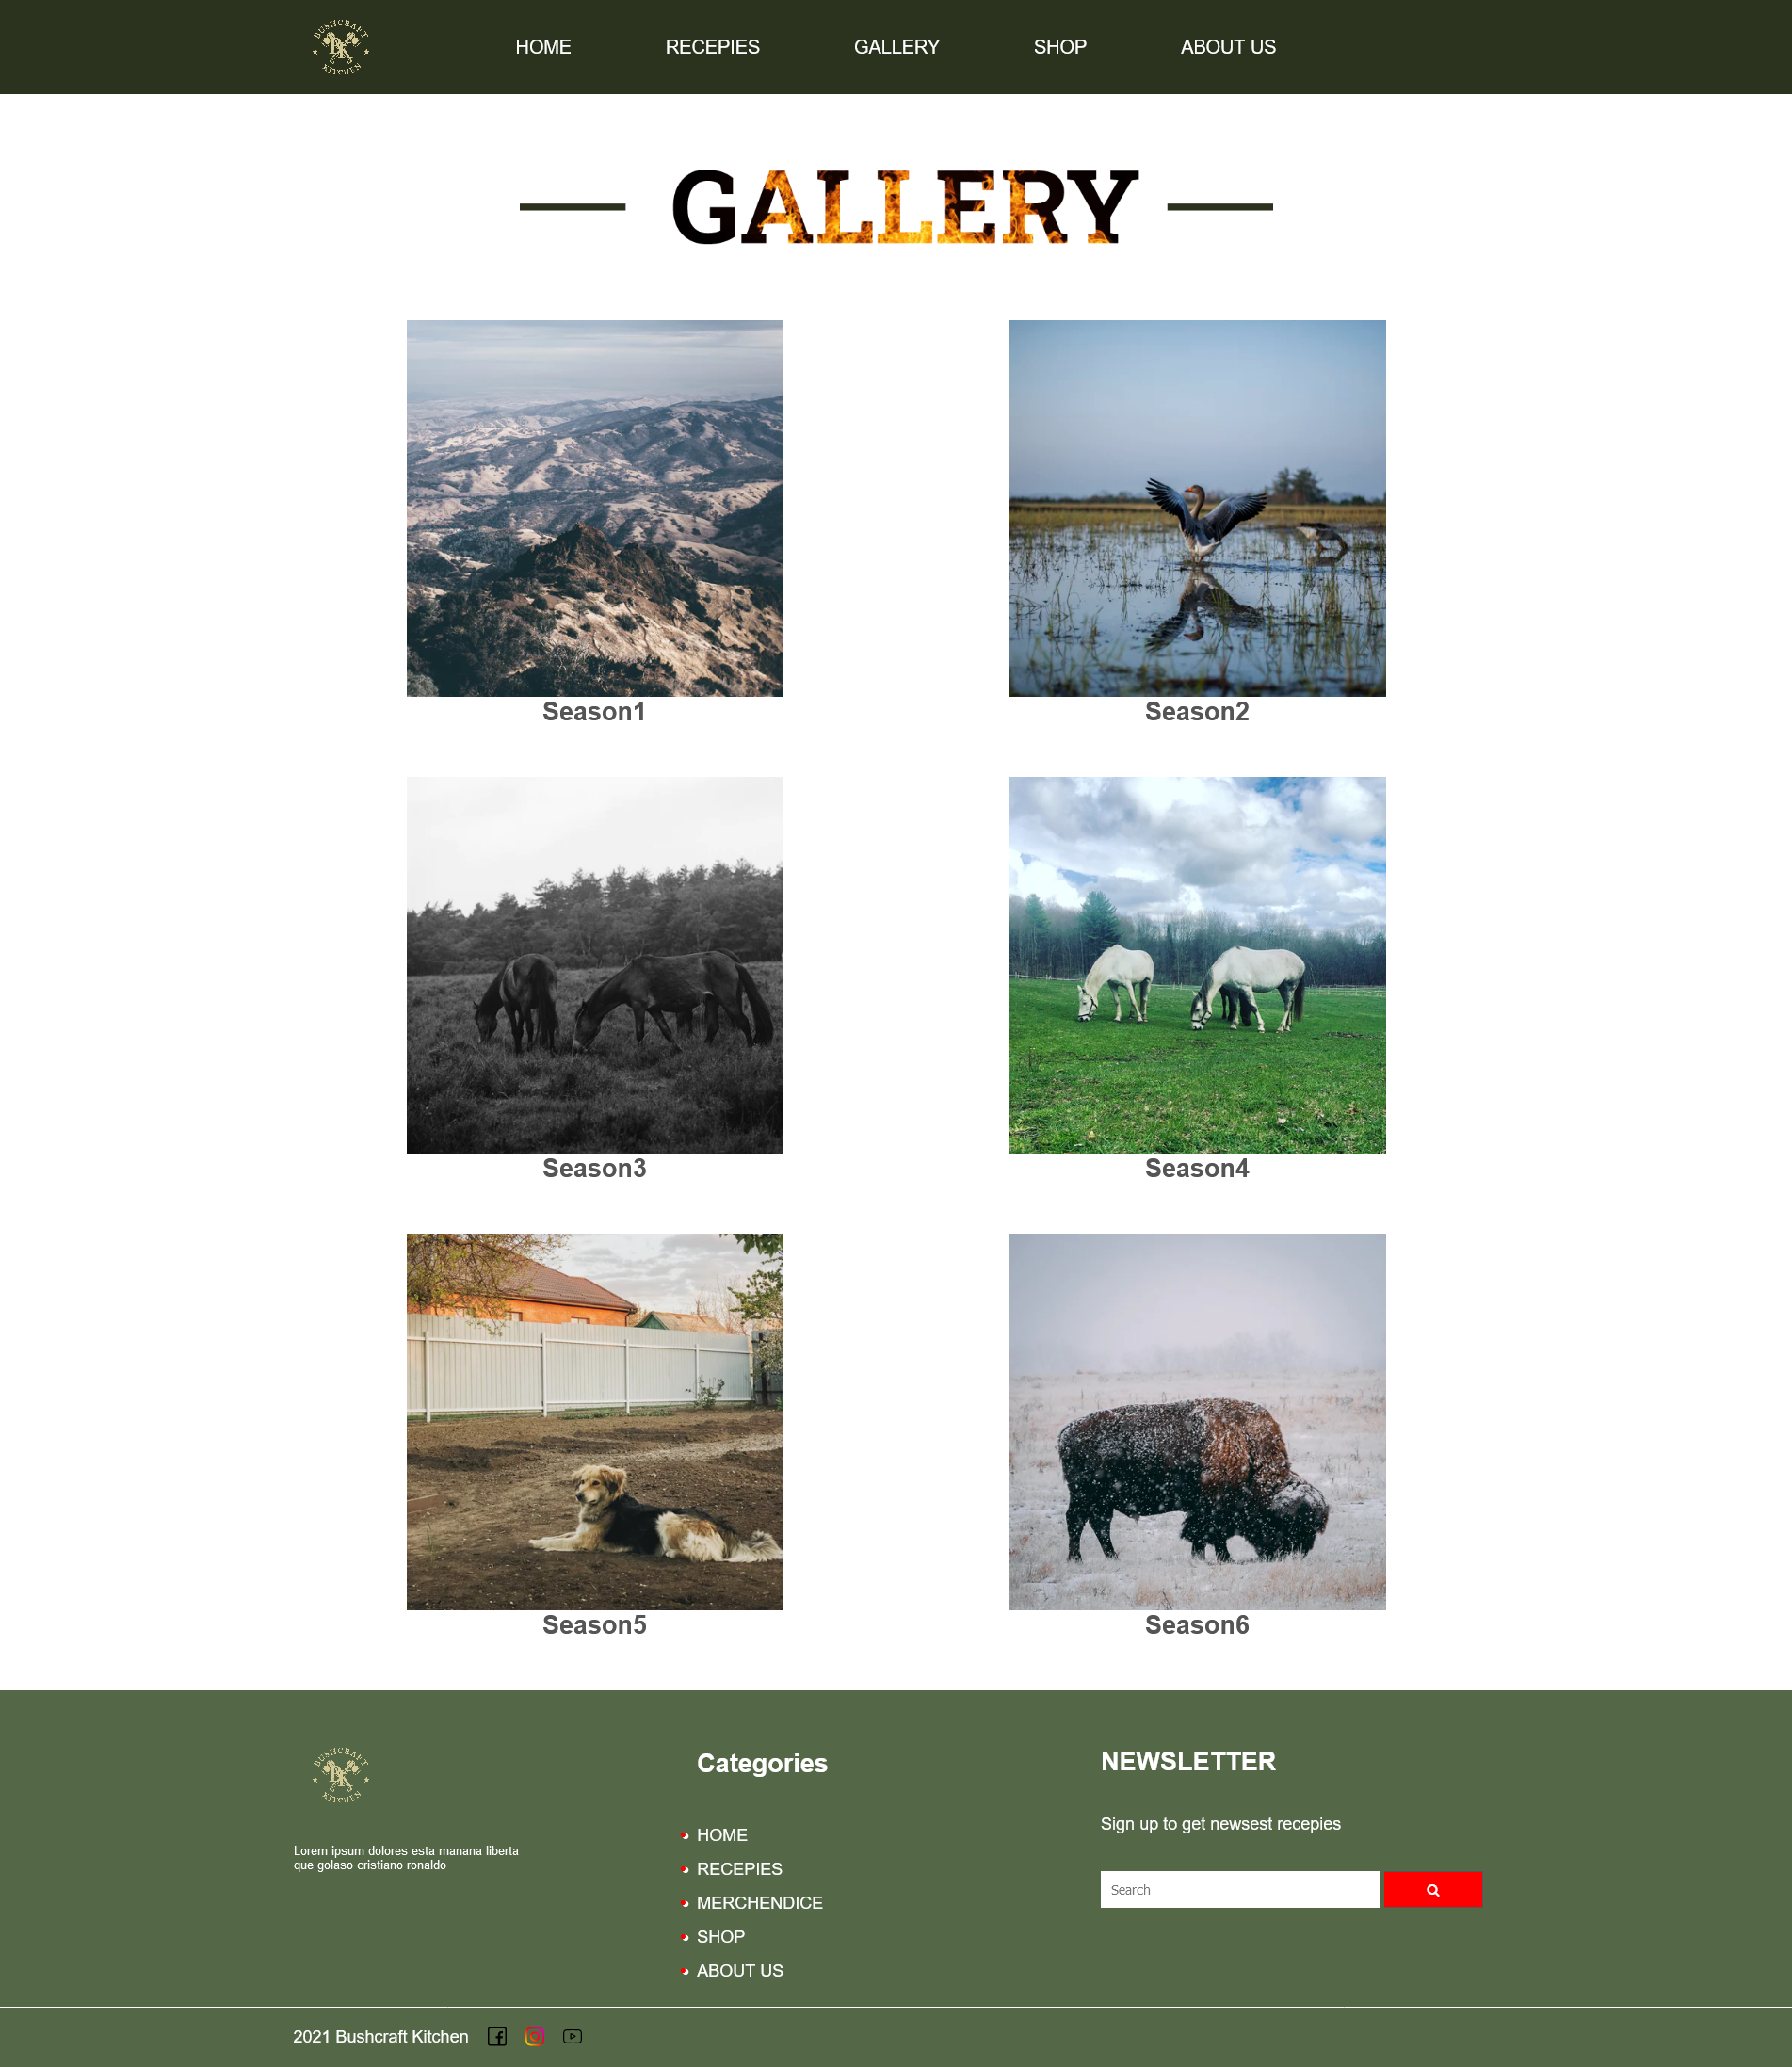 BUSHCRAFT
BK
KITCHEN
HOME
RECEPIES
GALLERY
SHOP
ABOUT US
GALLERY
Season1
Season2
Season3
Season4
Season5
Season6
BUSHCRAFT
BK
KITCHEN
Lorem ipsum dolores esta manana liberta
que golaso cristiano ronaldo
Categories
HOME
RECEPIES
MERCHENDICE
SHOP
ABOUT US
NEWSLETTER
Sign up to get newsest recepies
Search
2021 Bushcraft Kitchen